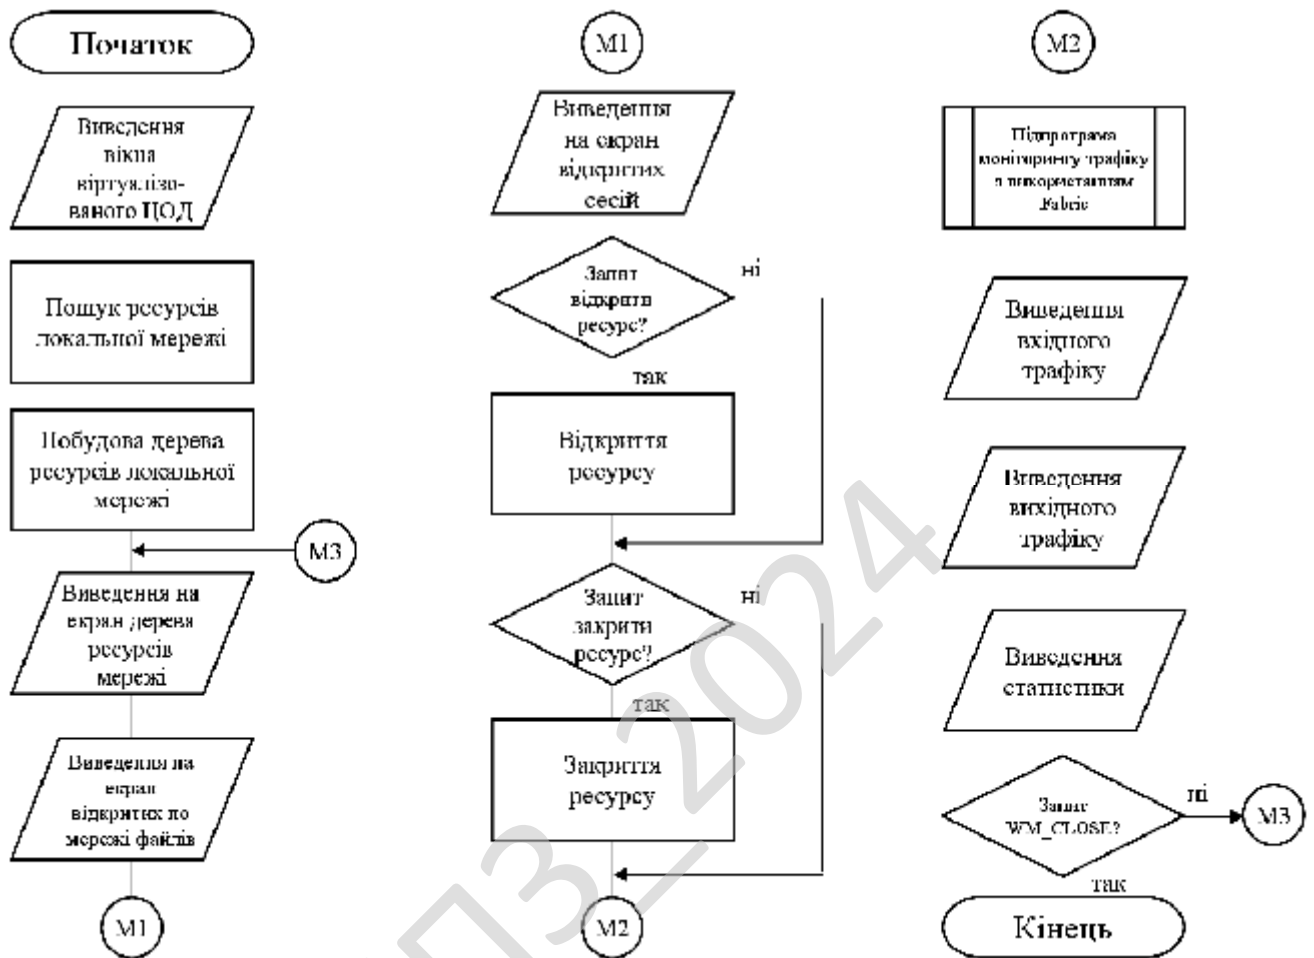 Початок
Виведення
вікна
віртуалізо-
ваного ЦОД
Пошук ресурсів
локальної мережі
Побудова дерева
ресурсів локальної
мережі
М3
Виведення на
екран дерева
ресурсів
мережі
Виведення на
екран
відкритих по
мережі файлів
М1
М1
Виведення
на екран
відкритих
сесій
Запит
відкрити
ресурс?
ні
так
Відкриття
ресурсу
Запит
закрити
ресурс?
ні
так
Закриття
ресурсу
М2
М2
Підпрограма
моніторингу трафіку
з використанням
Fabric
Виведення
вхідного
трафіку
Виведення
вихідного
трафіку
Виведення
статистики
Запит
WM_CLOSE?
ні
М3
так
Кінець
ПЗ_2024